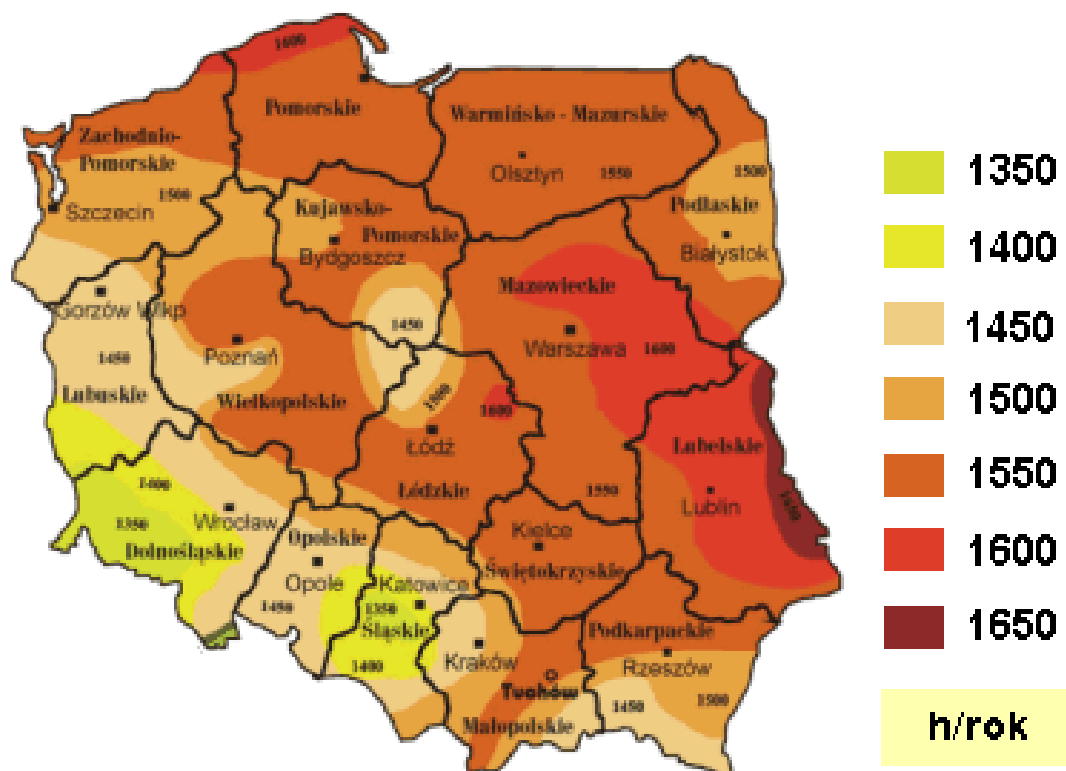 1600
Pomorskie
Warmińsko - Mazurskie
Zachodnio-
Pomorskie
Olsztyn
1550
1500
1500
Szczecin
Kujawsko-
Pomorskie
Bydgoszcz
Podlaskie
Białystok
Mazowieckie
Gorzów Wlkp
1450
Poznań
1450
Warszawa
1600
Lubuskie
Wielkopolskie
1500
1600
Łódź
Lubelskie
1400
1350
Wrocław
Łódzkie
1550
Lublin
1650
Dolnośląskie
Opolskie
Opole
1450
Katowice
1350
Śląskie
1400
Kielce
Świętokrzyskie
Kraków
Podkarpackie
Rzeszów
Tuchów
Małopolskie
1450
1500
1350
1400
1450
1500
1550
1600
1650
h/rok